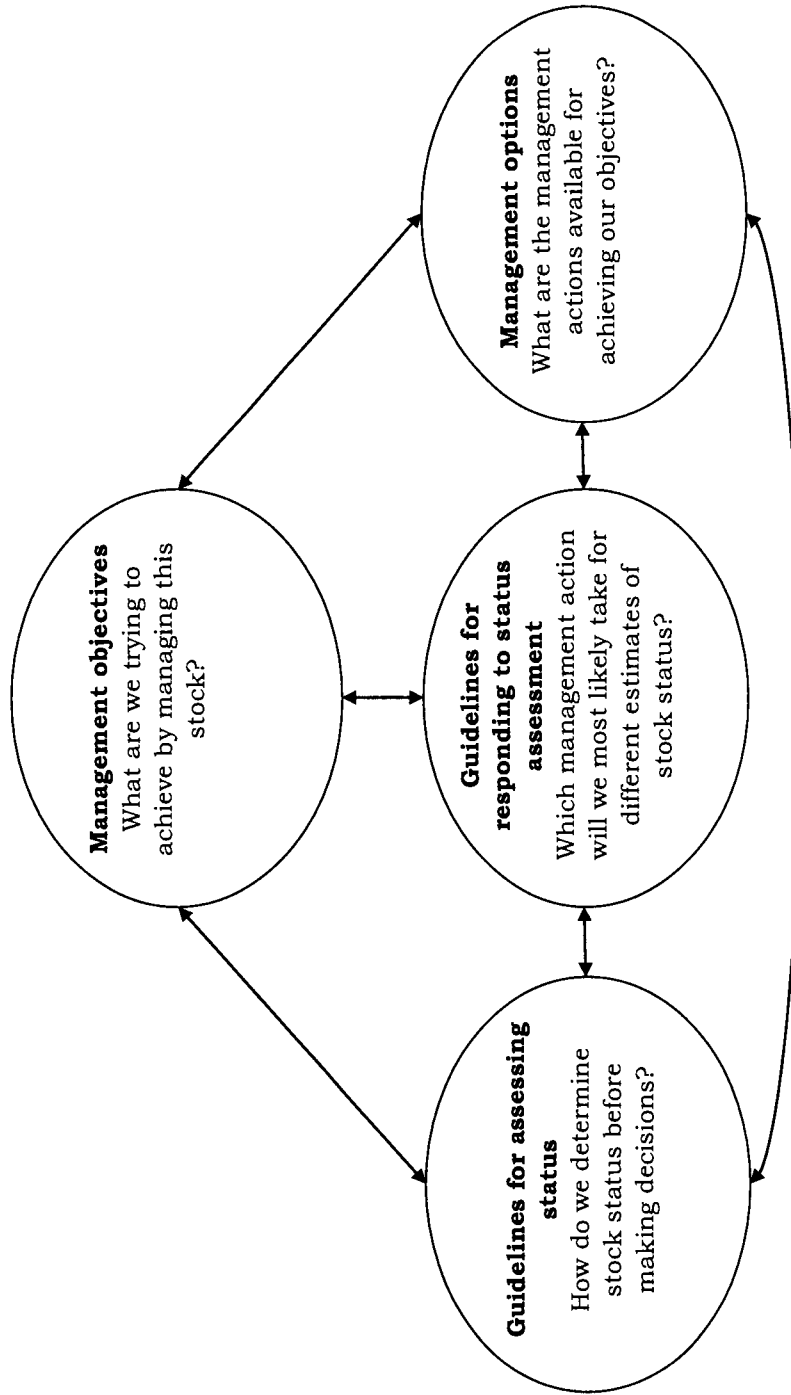 Management objectives
What are we trying to
achieve by managing this
stock?
Guidelines for assessing
status
How do we determine
stock status before
making decisions?
Guidelines for
responding to status
assessment
Which management action
will we most likely take for
different estimates of
stock status?
Management options
What are the management
actions available for
achieving our objectives?